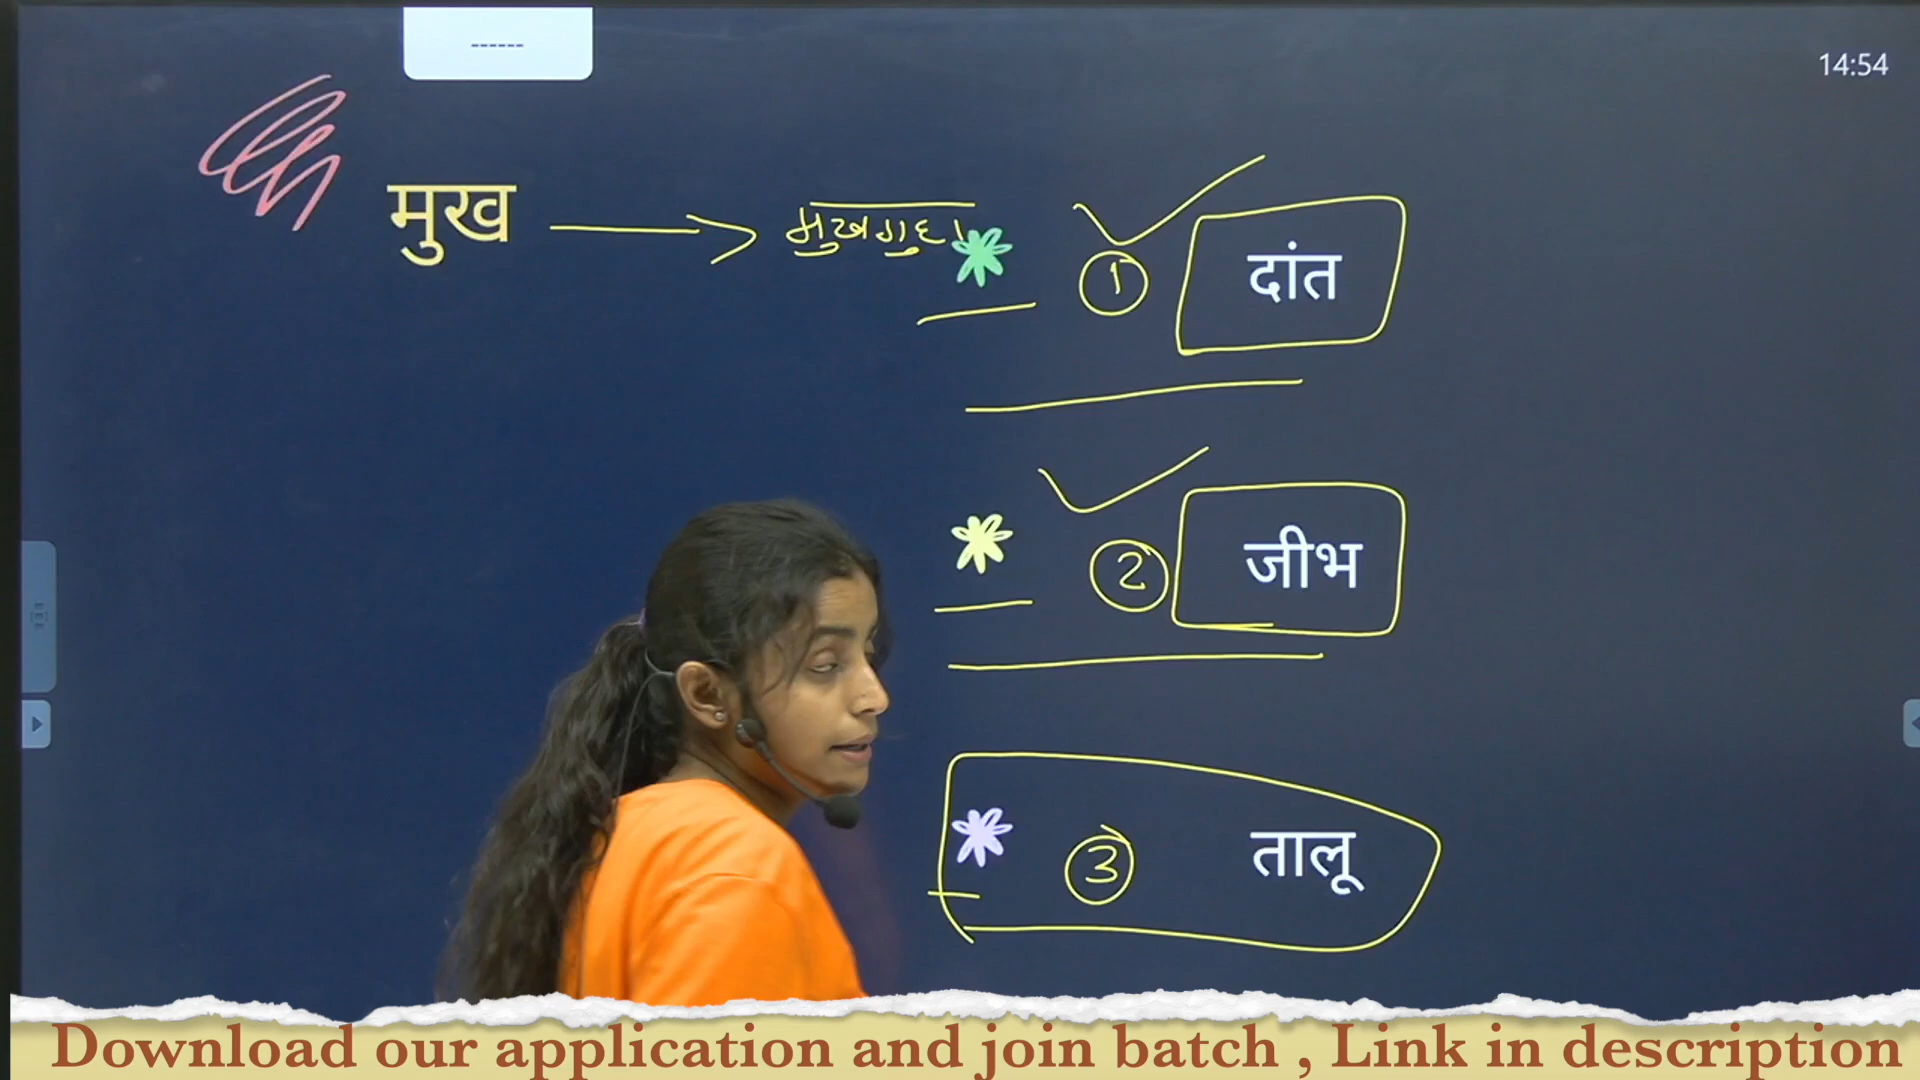 ------
14:54
मुख → मुखगुहा
1 दांत
2 जीभ
3 तालू
Download our application and join batch , Link in description